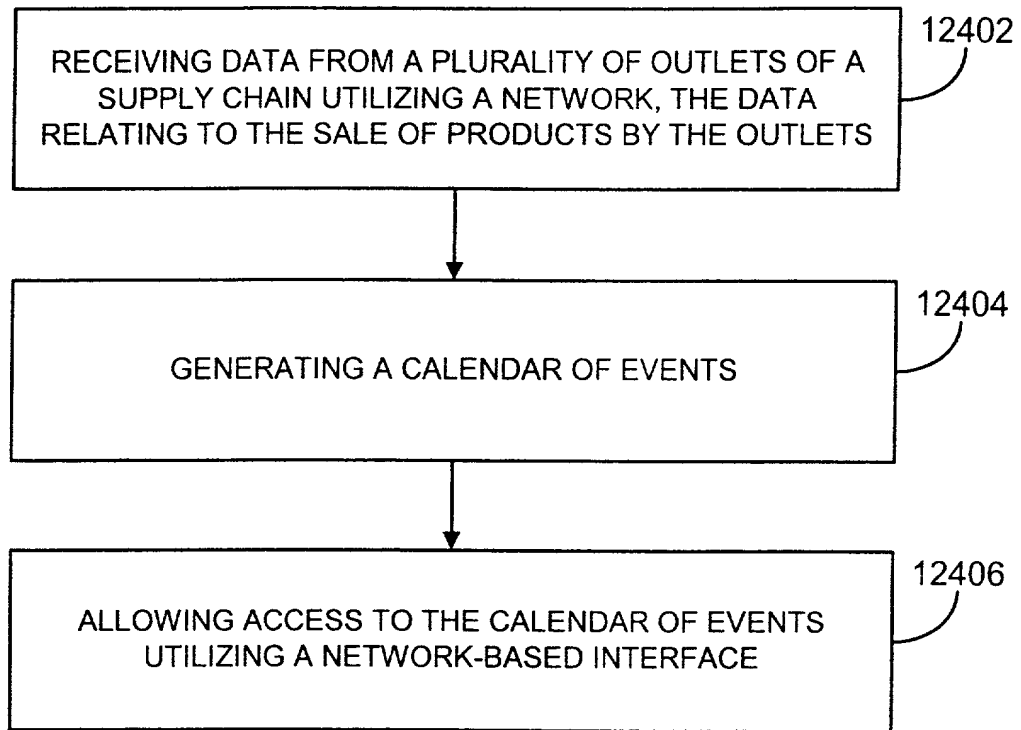 12402
RECEIVING DATA FROM A PLURALITY OF OUTLETS OF A
SUPPLY CHAIN UTILIZING A NETWORK, THE DATA
RELATING TO THE SALE OF PRODUCTS BY THE OUTLETS
12404
GENERATING A CALENDAR OF EVENTS
12406
ALLOWING ACCESS TO THE CALENDAR OF EVENTS
UTILIZING A NETWORK-BASED INTERFACE